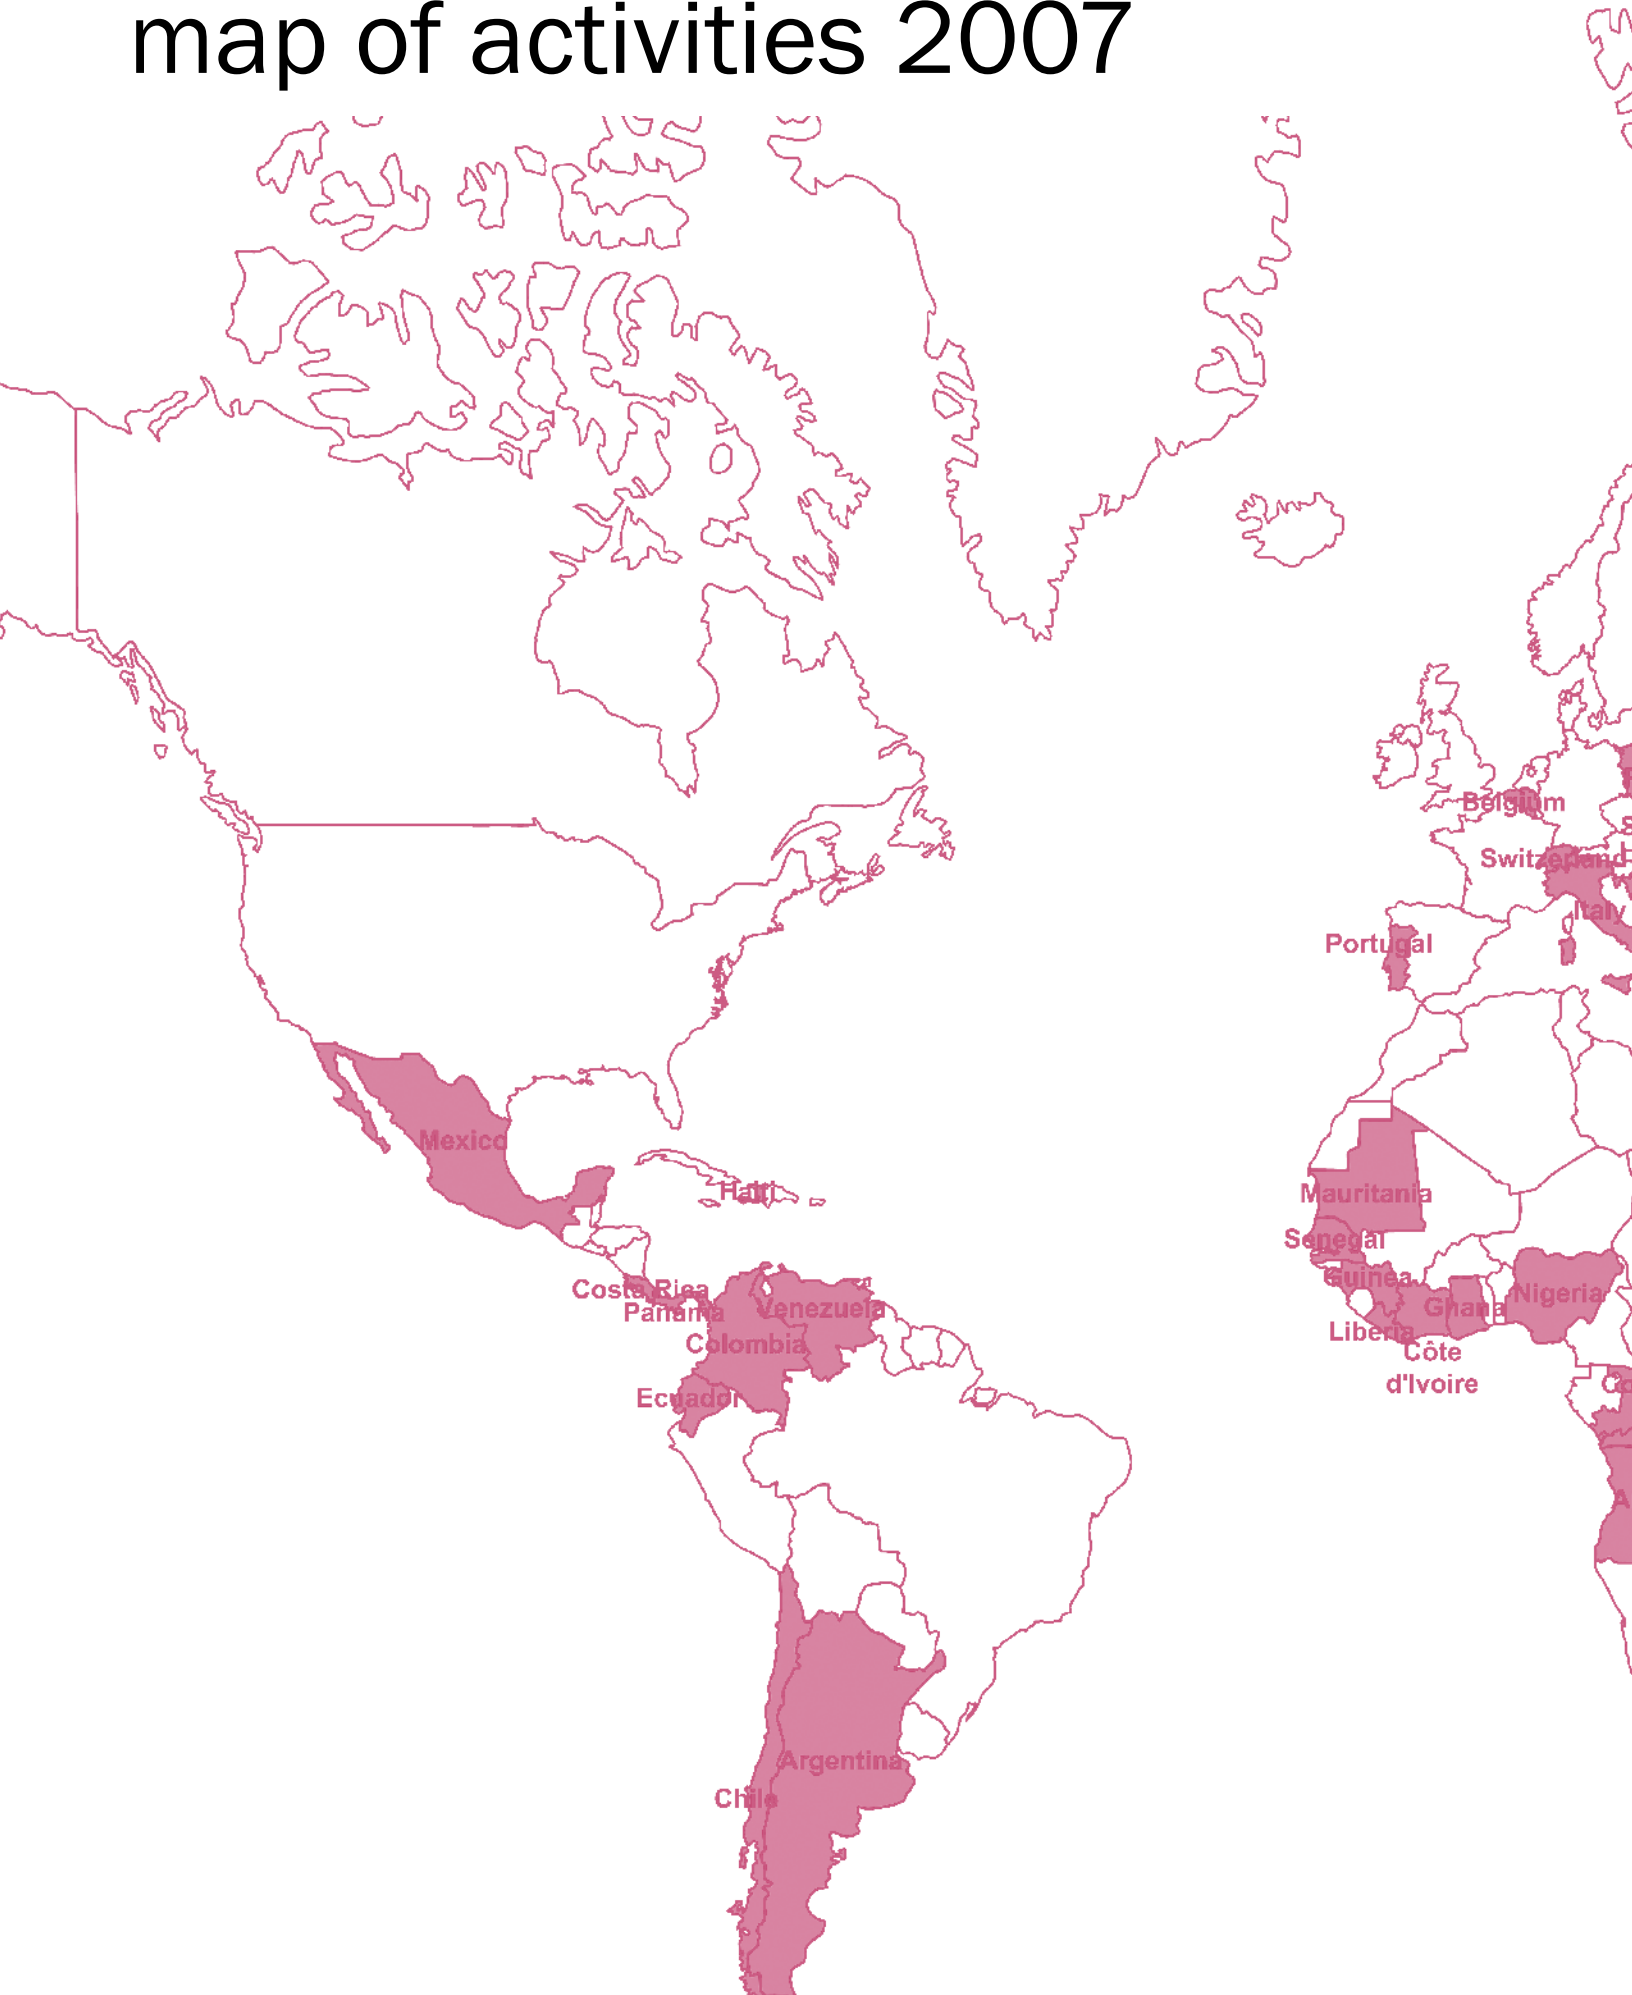 map of activities 2007
Belgium
Switzerland
Italy
Portugal
Mexico
Haiti
Mauritania
Senegal
Guinea
Costa Rica
Panama
Venezuela
Nigeria
Ghana
Liberia
Colombia
Côte
d'Ivoire
Ecuador
Argentina
Chile